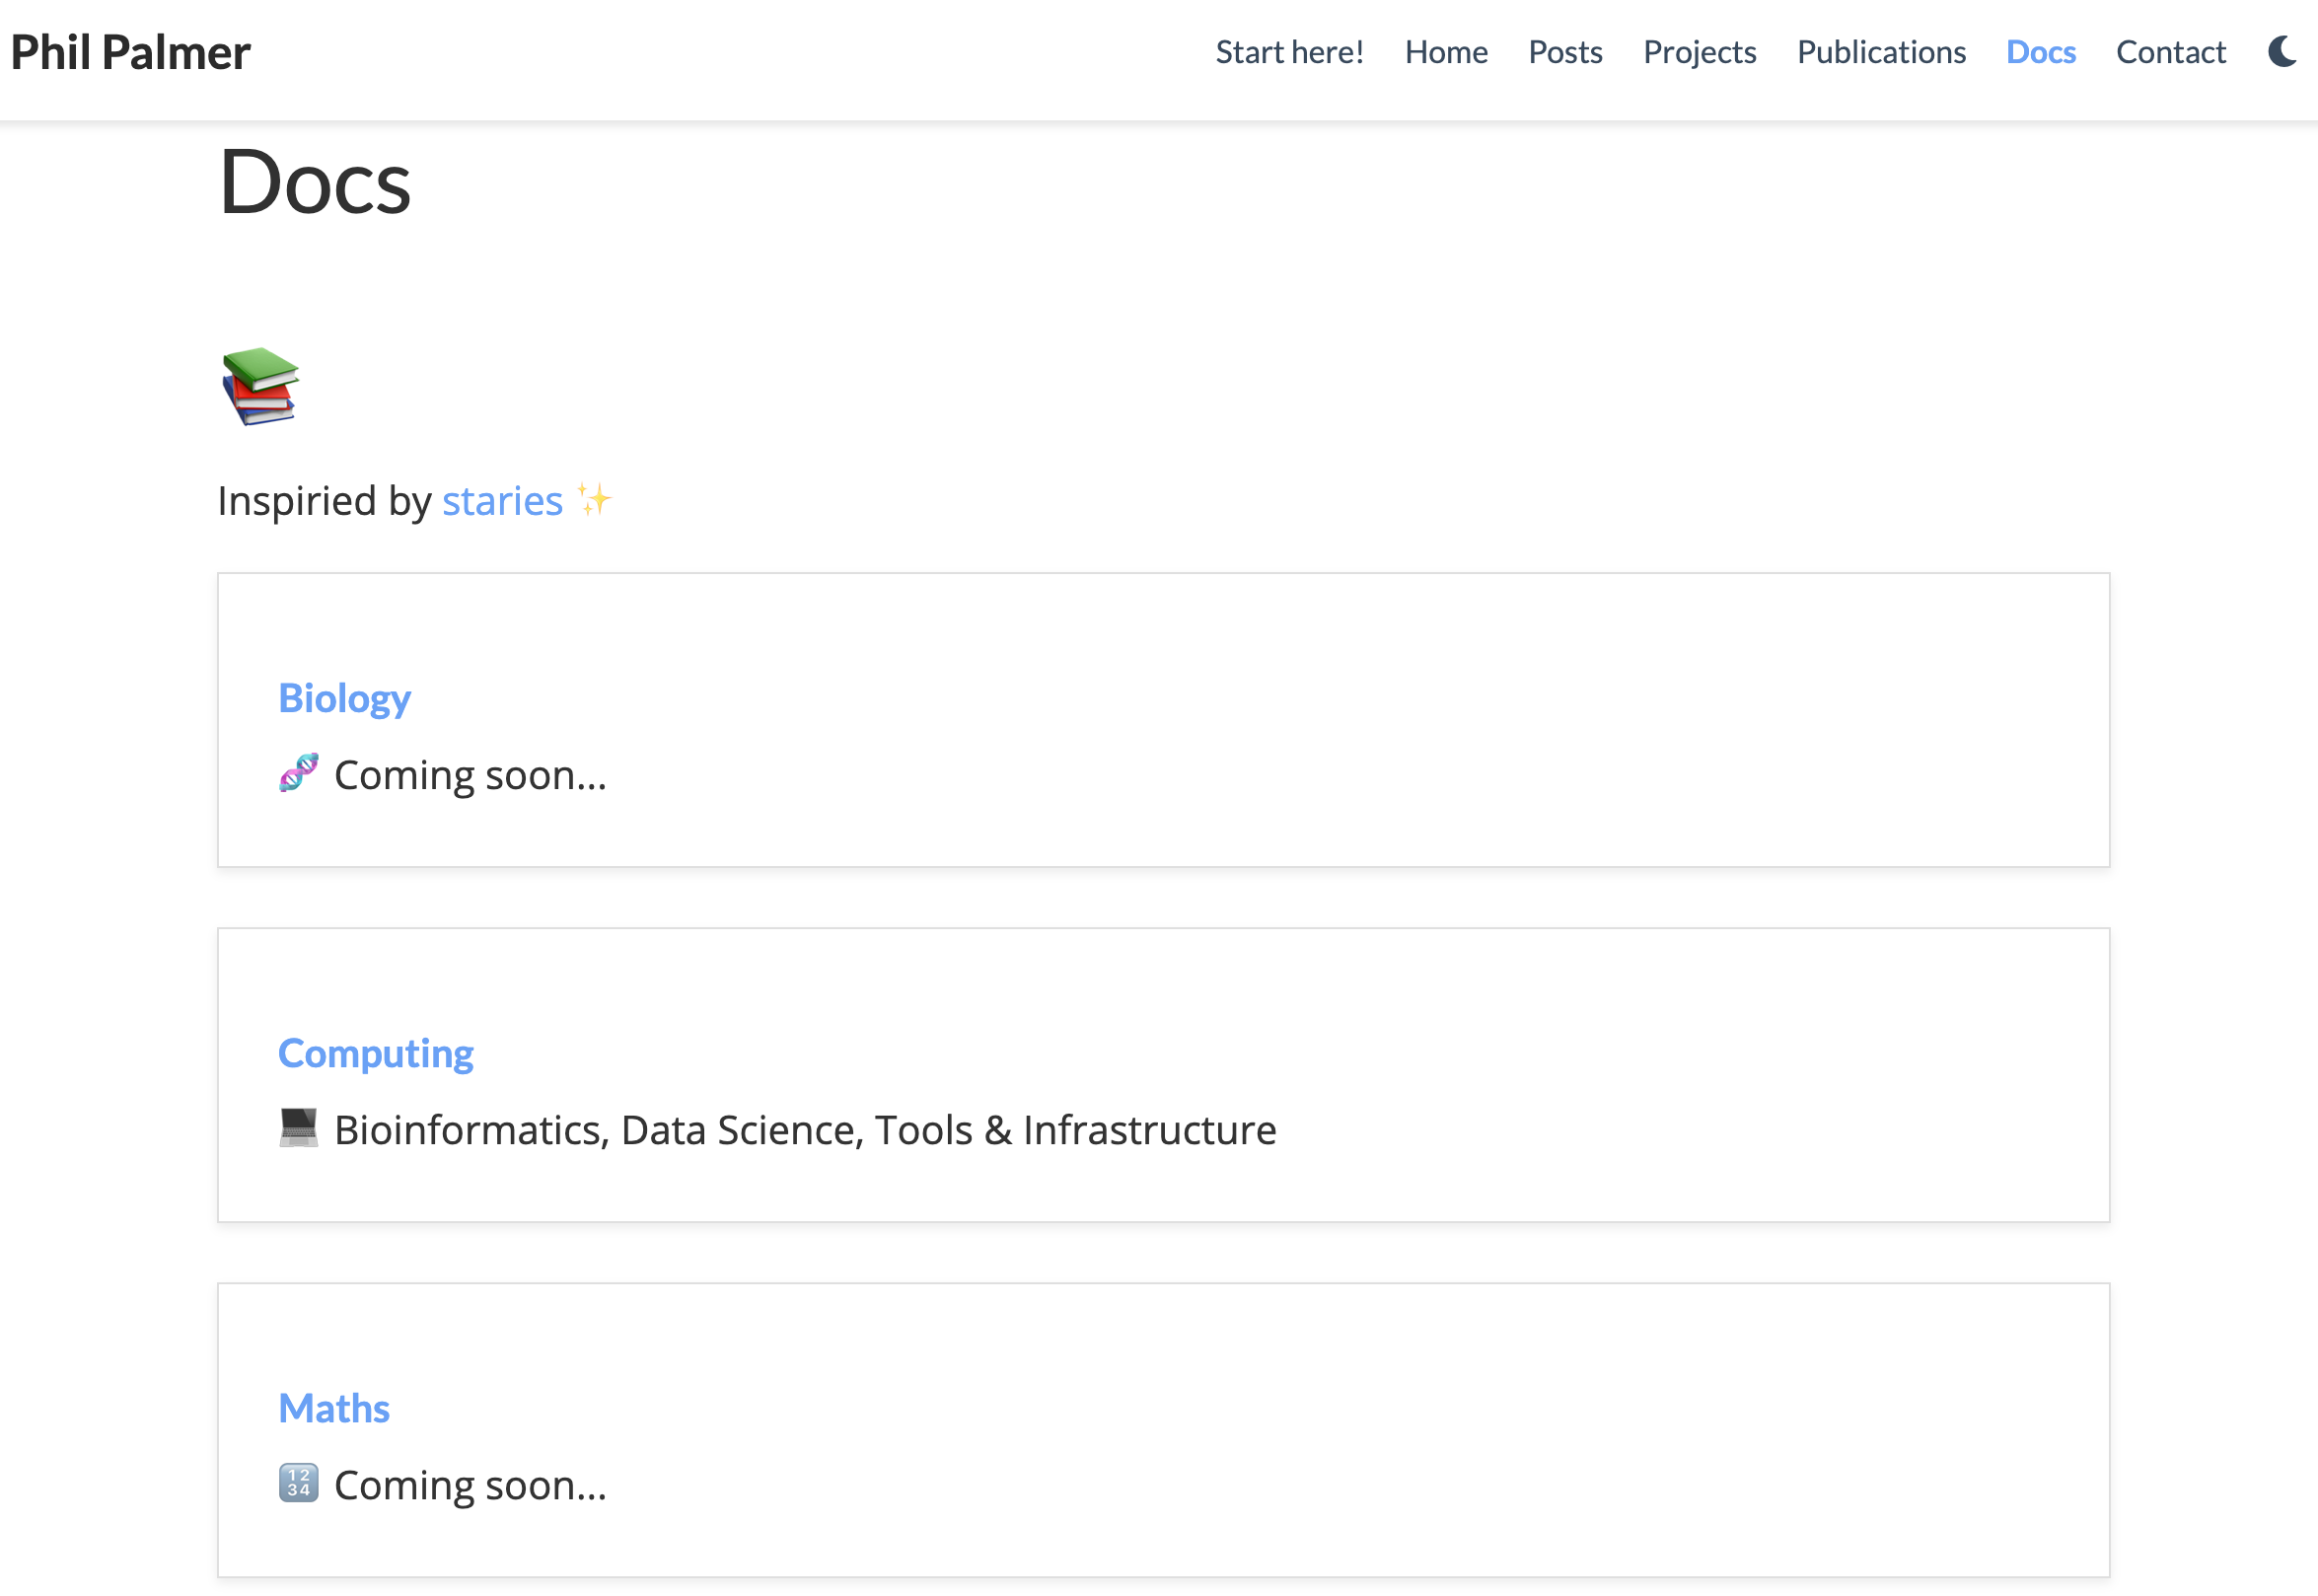 Phil Palmer
Start here! Home Posts Projects Publications Docs Contact
Docs
Inspiried by staries ✨
Biology
🧬 Coming soon...
Computing
💻 Bioinformatics, Data Science, Tools & Infrastructure
Maths
🔢 Coming soon...